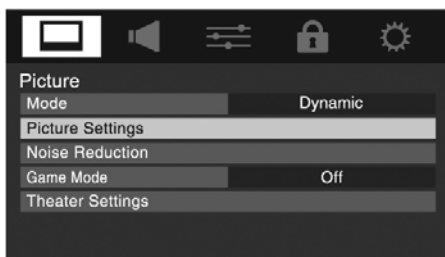 Picture
Mode Dynamic
Picture Settings
Noise Reduction
Game Mode Off
Theater Settings